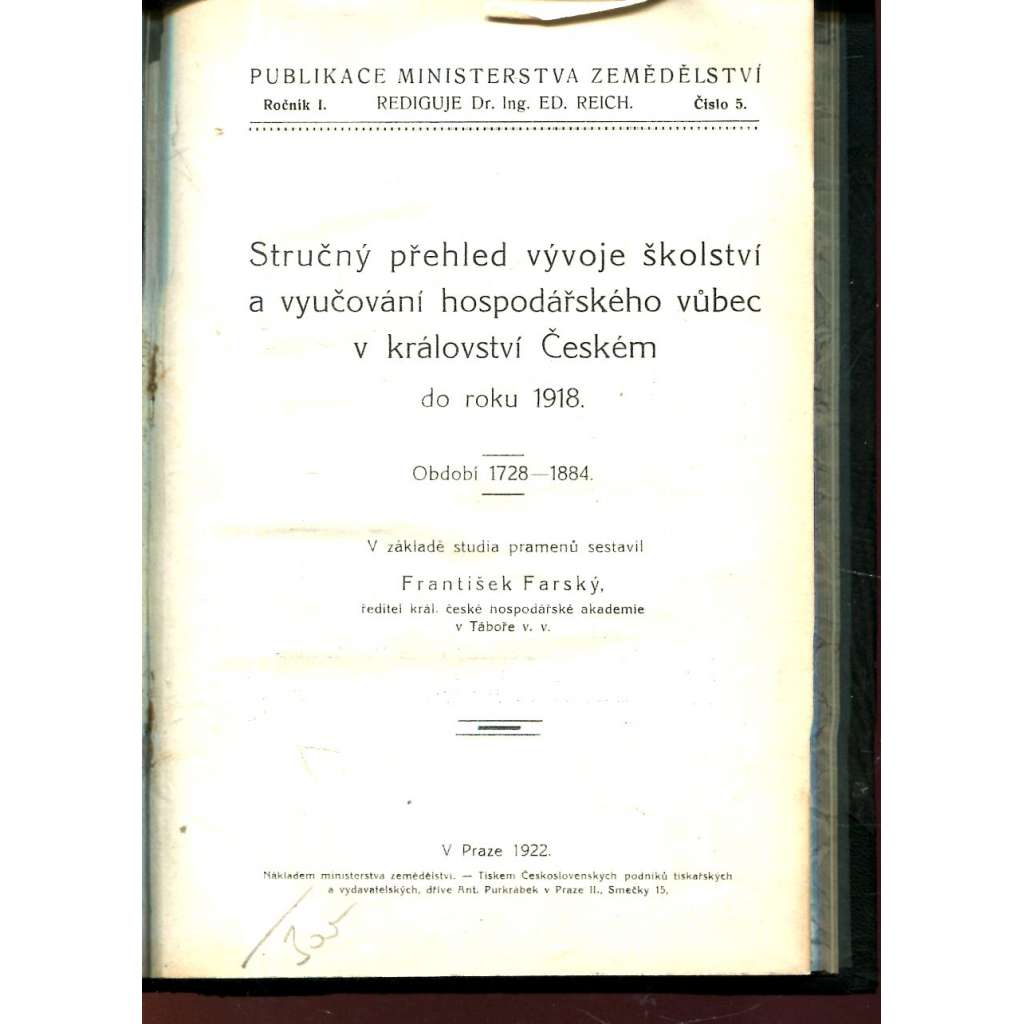 PUBLIKACE MINISTERSTVA ZEMĚDĚLSTVÍ
Ročník I. REDIGUJE Dr. Ing. ED. REICH. Číslo 5.
Stručný přehled vývoje školství
a vyučování hospodářského vůbec
v království Českém
do roku 1918.
Období 1728—1884.
V základě studia pramenů sestavil
František Farský,
ředitel král. české hospodářské akademie
v Táboře v. v.
V Praze 1922.
Nákladem ministerstva zemědělství. — Tiskem Československých podniků tiskařských
a vydavatelských, dříve Ant. Purkrábek v Praze II., Smečky 15.